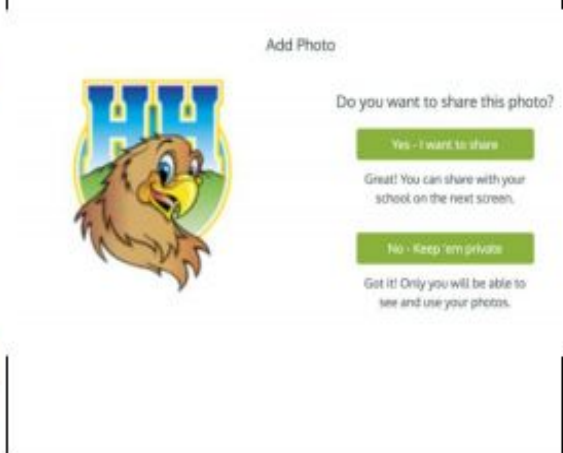 Add Photo
HH
Do you want to share this photo?
Yes - I want to share
Great! You can share with your
school on the next screen.
No - Keep 'em private
Got it! Only you will be able to
see and use your photos.